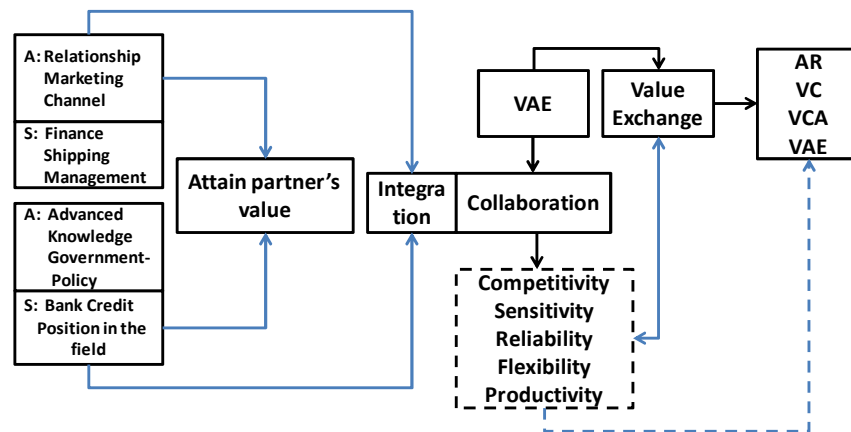 A: Relationship
Marketing
Channel
S: Finance
Shipping
Management
A: Advanced
Knowledge
Government-
Policy
S: Bank Credit
Position in the
field
Attain partner's
value
Integra
tion
Collaboration
VAE
Value
Exchange
AR
VC
VCA
VAE
Competitivity
Sensitivity
Reliability
Flexibility
Productivity